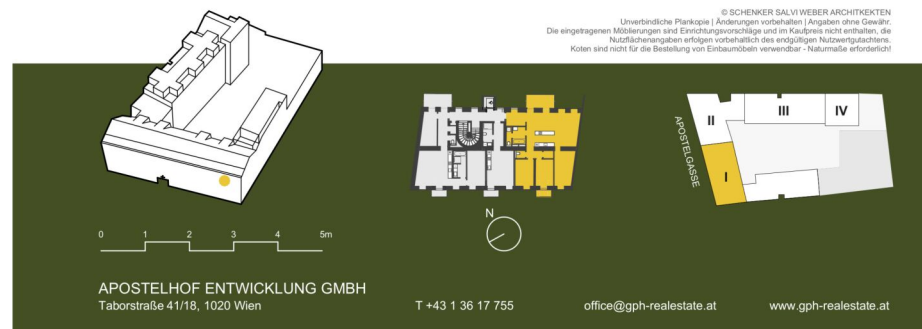 © SCHENKER SALVI WEBER ARCHITKEKTEN
Unverbindliche Plankopie | Änderungen vorbehalten | Angaben ohne Gewähr.
Die eingetragenen Möblierungen sind Einrichtungsvorschläge und im Kaufpreis nicht enthalten, die
Nutzflächenangaben erfolgen vorbehaltlich des endgültigen Nutzwertgutachtens.
Koten sind nicht für die Bestellung von Einbaumöbeln verwendbar - Naturmaße erforderlich!
II
III
IV
APOSTELGASSE
I
N
0 1 2 3 4 5m
APOSTELHOF ENTWICKLUNG GMBH
Taborstraße 41/18, 1020 Wien
T +43 1 36 17 755
office@gph-realestate.at
www.gph-realestate.at